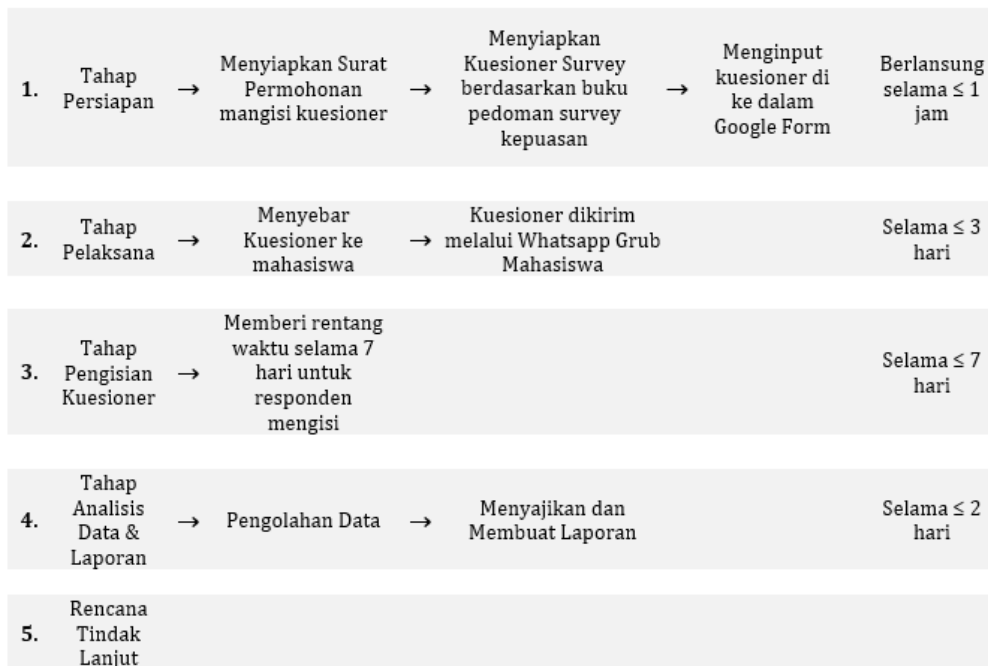 1. Tahap Persiapan → Menyiapkan Surat Permohonan mangisi kuesioner → Menyiapkan Kuesioner Survey berdasarkan buku pedoman survey kepuasan → Menginput kuesioner di ke dalam Google Form Berlansung selama ≤ 1 jam
2. Tahap Pelaksana → Menyebar Kuesioner ke mahasiswa → Kuesioner dikirim melalui Whatsapp Grub Mahasiswa Selama ≤ 3 hari
3. Tahap Pengisian Kuesioner → Memberi rentang waktu selama 7 hari untuk responden mengisi Selama ≤ 7 hari
4. Tahap Analisis Data & Laporan → Pengolahan Data → Menyajikan dan Membuat Laporan Selama ≤ 2 hari
5. Rencana Tindak Lanjut